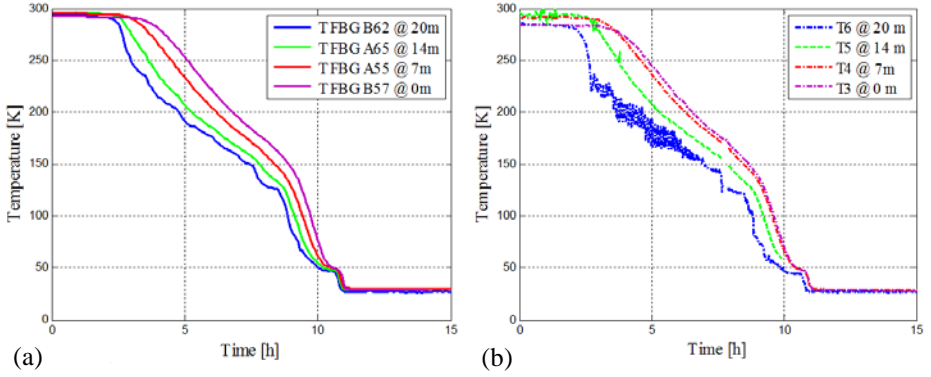 300
250
200
150
100
50
0
Temperature [K]
0
5
10
15
Time [h]
TFBG B62 @ 20m
TFBG A65 @ 14m
TFBG A55 @ 7m
TFBG B57 @ 0m
(a)
300
250
200
150
100
50
0
Temperature [K]
0
5
10
15
Time [h]
T6 @ 20 m
T5 @ 14 m
T4 @ 7m
T3 @ 0 m
(b)